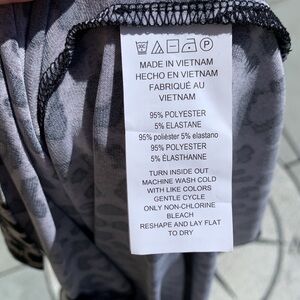 MADE IN VIETNAM
HECHO EN VIETNAM
FABRIQUÉ AU
VIETNAM
95% POLYESTER
5% ELASTANE
95% poliéster 5% elastano
95% POLYESTER
5% ÉLASTHANNE
TURN INSIDE OUT
MACHINE WASH COLD
WITH LIKE COLORS
GENTLE CYCLE
ONLY NON-CHLORINE
BLEACH
RESHAPE AND LAY FLAT
TO DRY